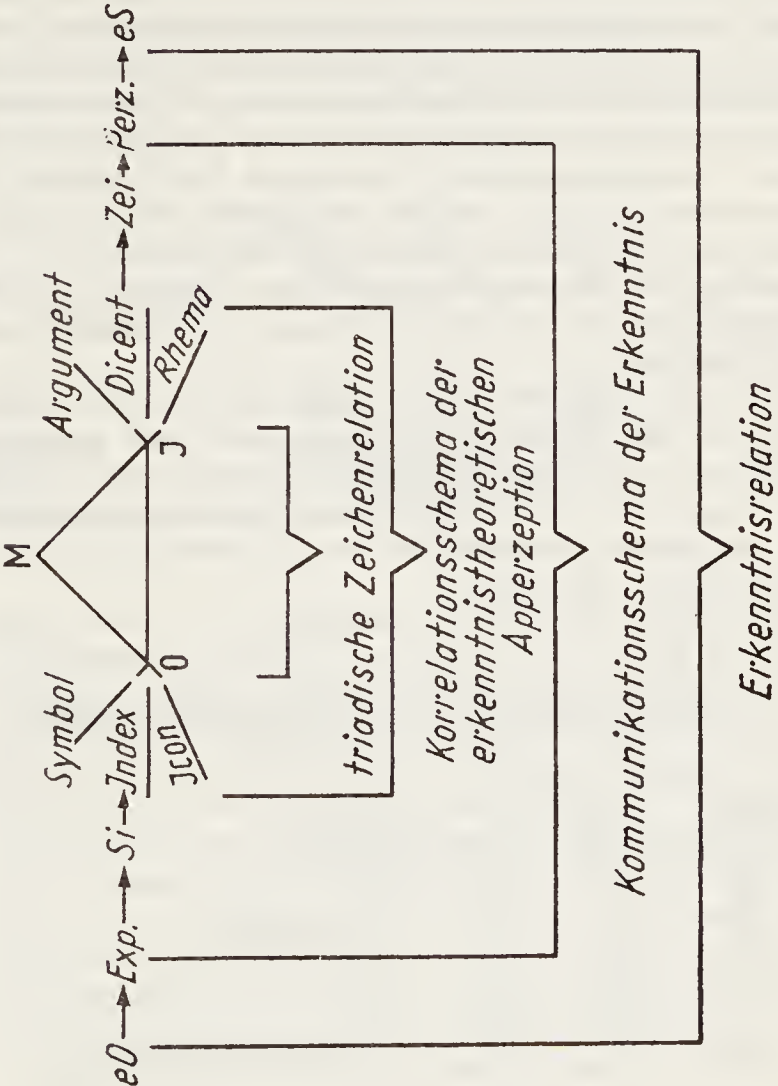 M
Symbol
Argument
eO Exp. Si Index O J Dicent Zei Perz. eS
Icon
Rhema
triadische Zeichenrelation
Korrelationsschema der
erkenntnistheoretischen
Apperzeption
Kommunikationsschema der Erkenntnis
Erkenntnisrelation